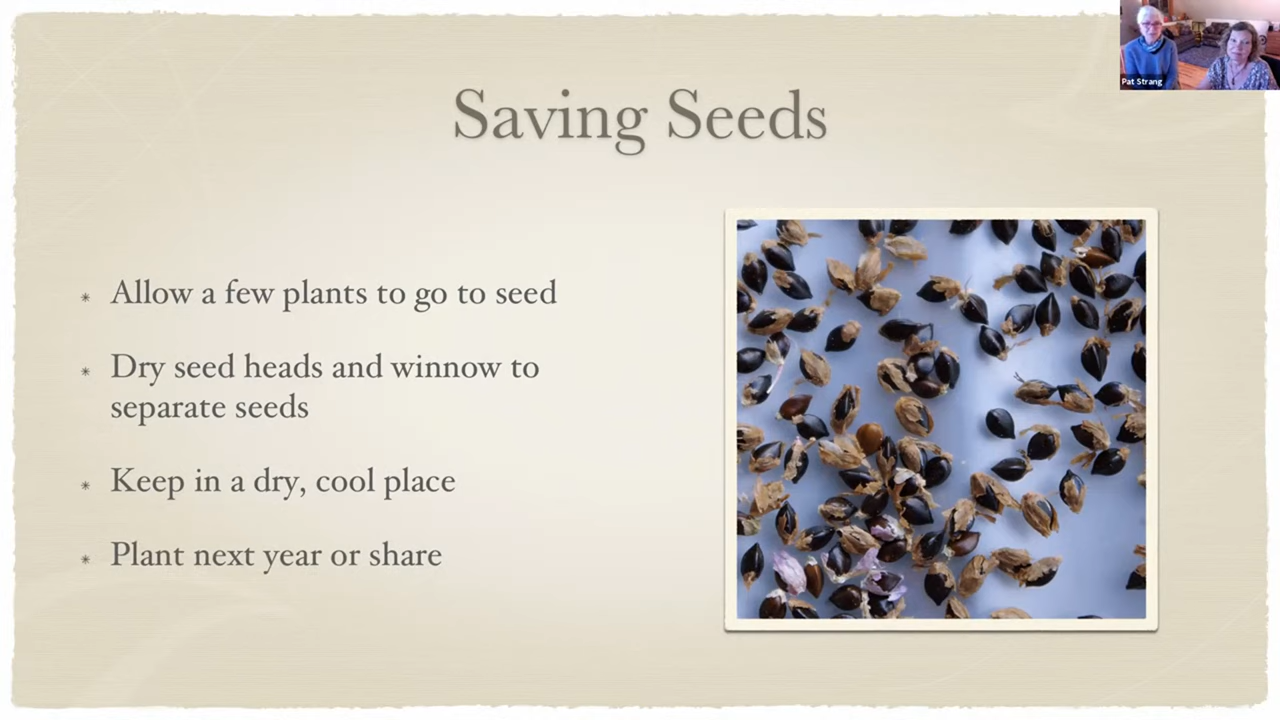 Pat Strang
Saving Seeds
* Allow a few plants to go to seed
* Dry seed heads and winnow to
separate seeds
* Keep in a dry, cool place
* Plant next year or share